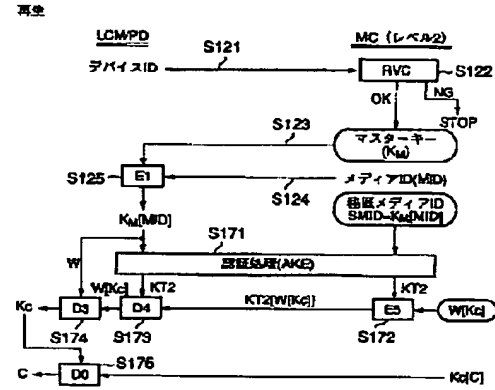 再生
LCM/PD
MC（レベル2）
S121
デバイスID
RVC
S122
OK
NG
STOP
S123
マスターキー
(KM)
S125
E1
メディアID(MID)
S124
KM[MID]
秘匿メディアID
SMID=KM[MID]
S171
認証処理(AKE)
W
W[Kc]
KT2
KT2[W[Kc]]
KT2
Kc
D3
D4
E5
W[Kc]
S174
S179
S172
S176
C
D0
Kc[C]